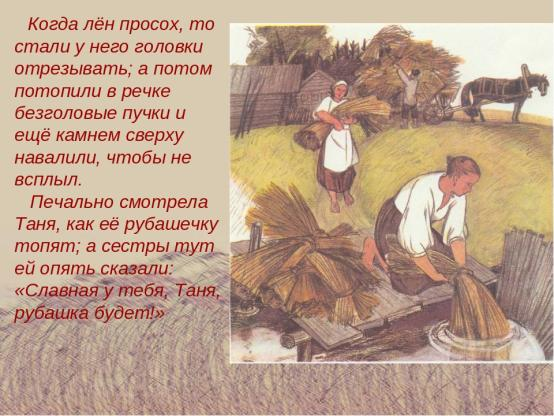 Когда лён просох, то
стали у него головки
отрезывать; а потом
потопили в речке
безголовые пучки и
ещё камнем сверху
навалили, чтобы не
всплыл.
Печально смотрела
Таня, как её рубашечку
топят; а сестры тут
ей опять сказали:
«Славная у тебя, Таня,
рубашка будет!»